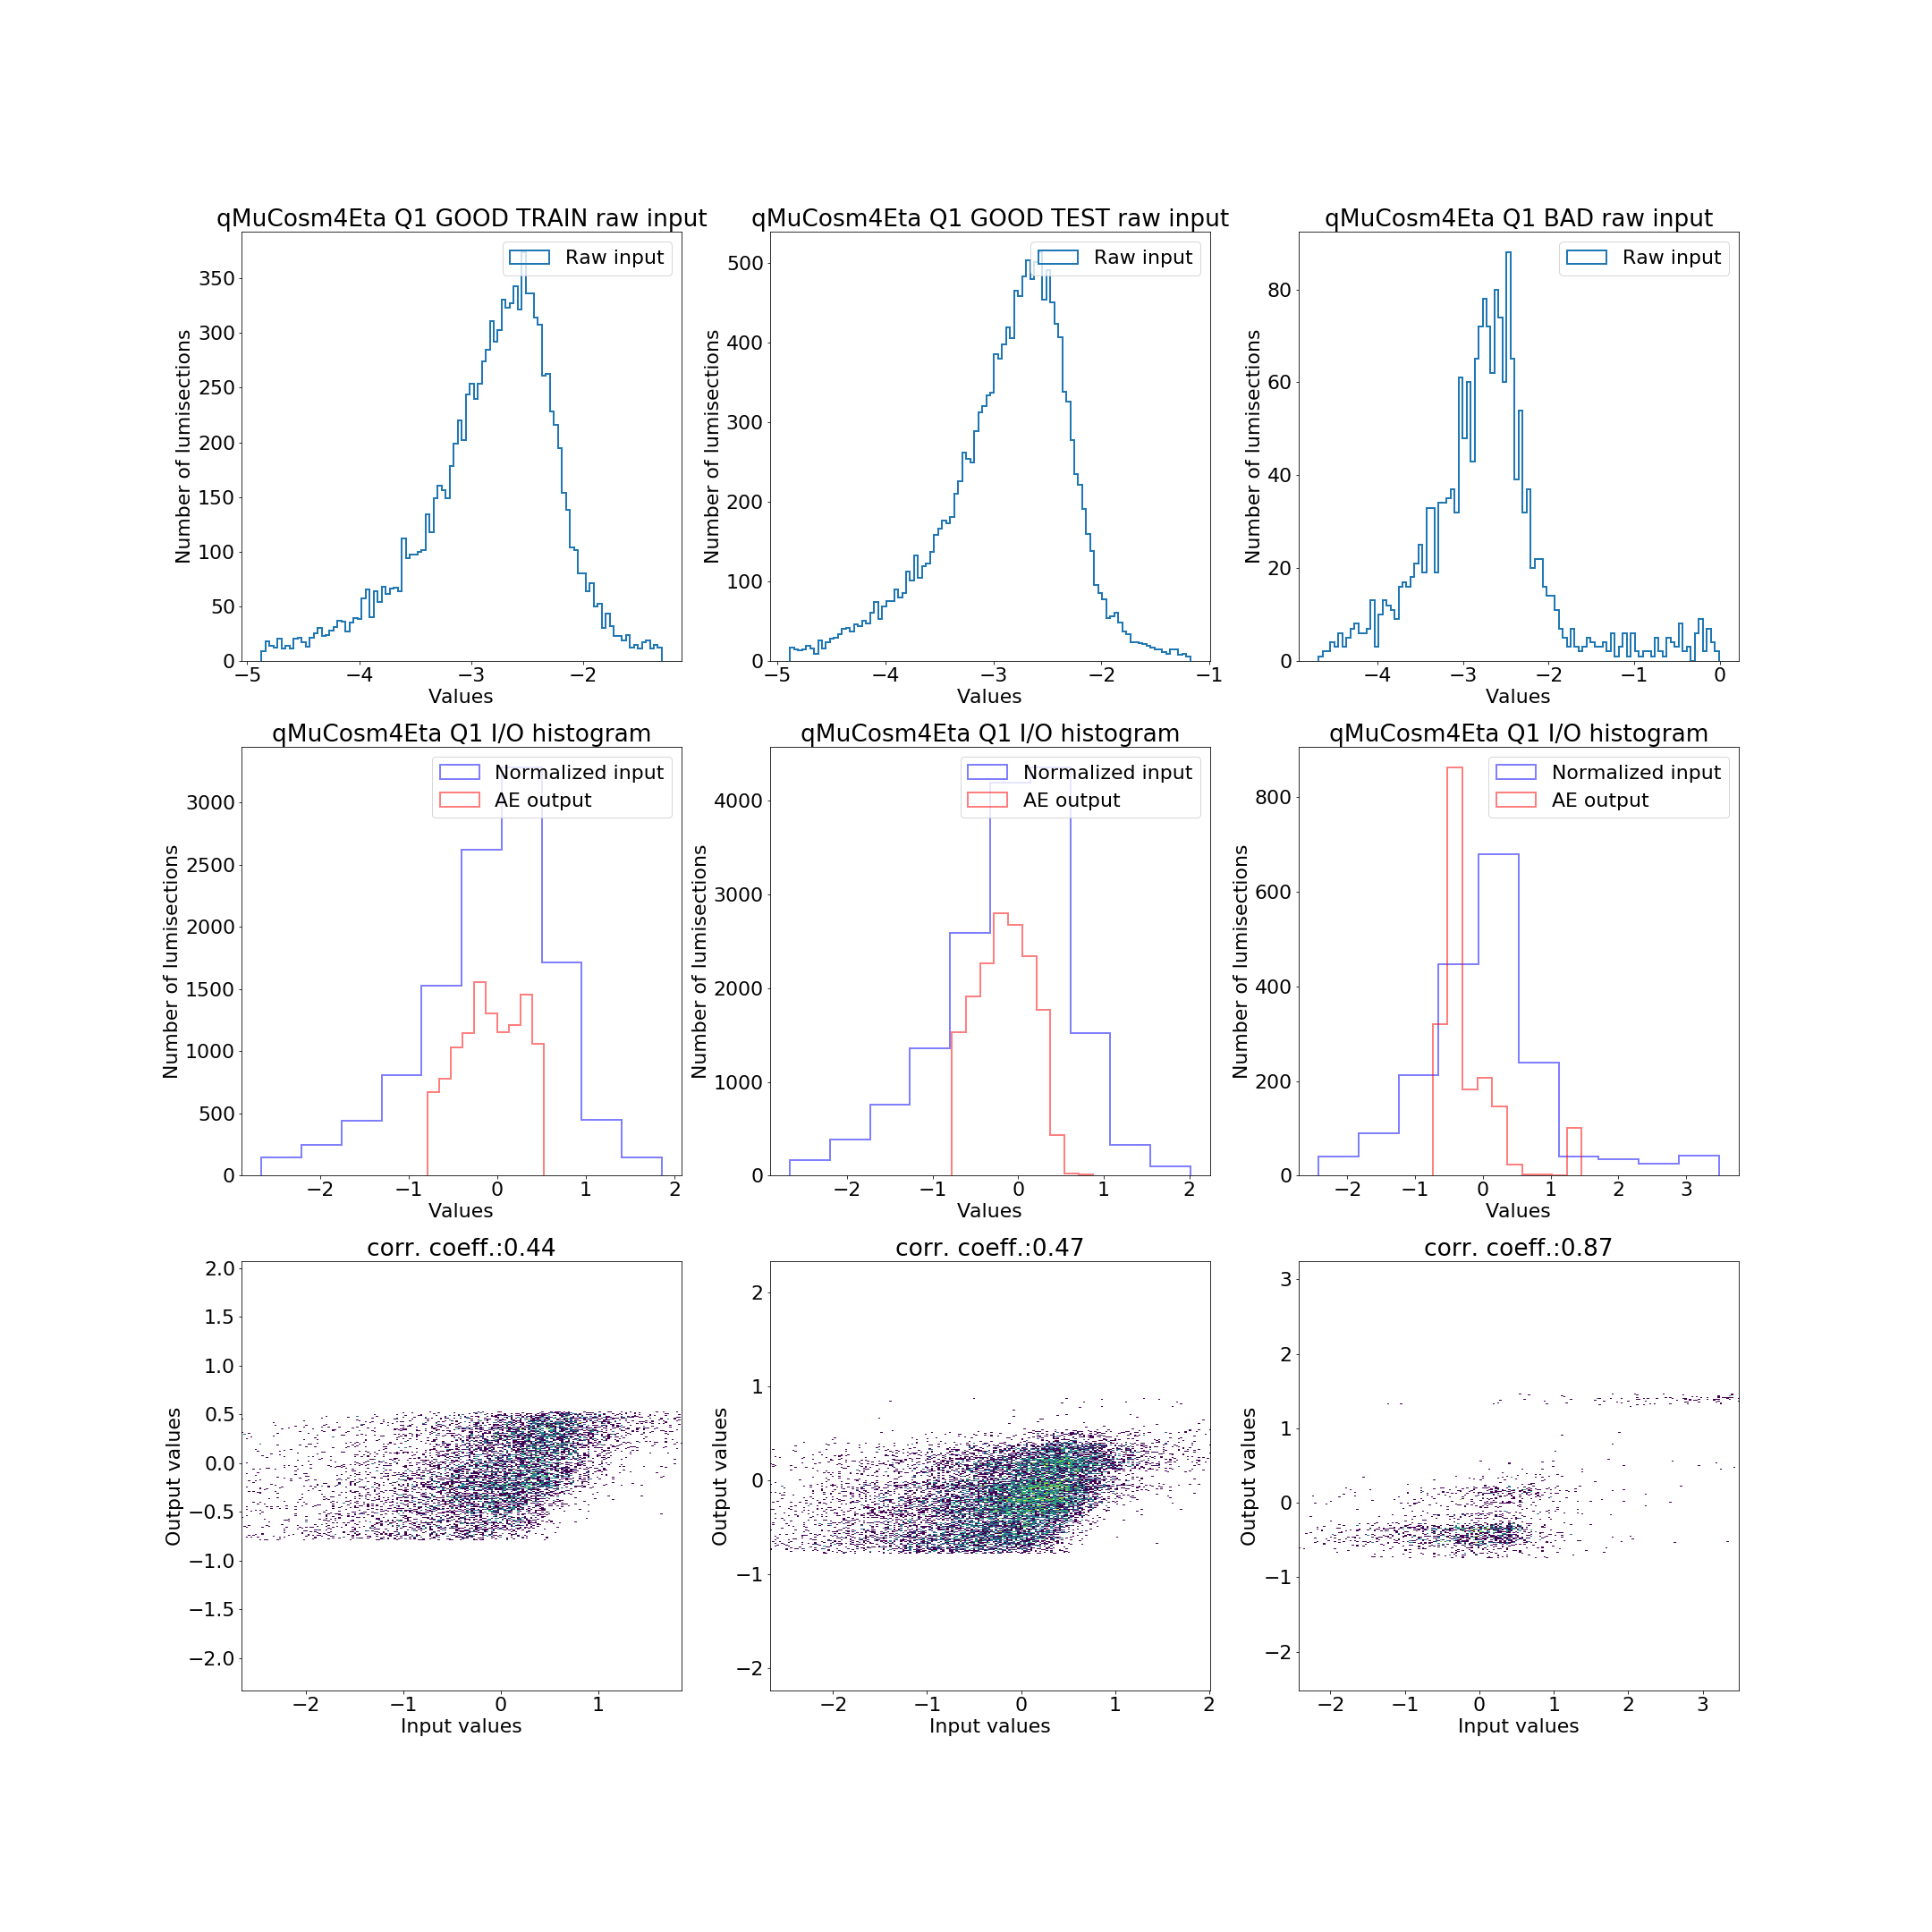 qMuCosm4Eta Q1 GOOD TRAIN raw input
qMuCosm4Eta Q1 GOOD TEST raw input
qMuCosm4Eta Q1 BAD raw input
Raw input
Raw input
Raw input
Number of lumisections
Number of lumisections
Number of lumisections
350
300
250
200
150
100
50
0
500
400
300
200
100
0
80
60
40
20
0
−5 −4 −3 −2
−5 −4 −3 −2 −1
−4 −3 −2 −1 0
Values
Values
Values
qMuCosm4Eta Q1 I/O histogram
qMuCosm4Eta Q1 I/O histogram
qMuCosm4Eta Q1 I/O histogram
Normalized input
AE output
Normalized input
AE output
Normalized input
AE output
Number of lumisections
Number of lumisections
Number of lumisections
3000
2500
2000
1500
1000
500
0
4000
3000
2000
1000
0
800
600
400
200
0
−2 −1 0 1 2
−2 −1 0 1 2
−2 −1 0 1 2 3
Values
Values
Values
corr. coeff.:0.44
corr. coeff.:0.47
corr. coeff.:0.87
Output values
Output values
Output values
2.0
1.5
1.0
0.5
0.0
−0.5
−1.0
−1.5
−2.0
2
1
0
−1
−2
3
2
1
0
−1
−2
−2 −1 0 1
−2 −1 0 1 2
−2 −1 0 1 2 3
Input values
Input values
Input values